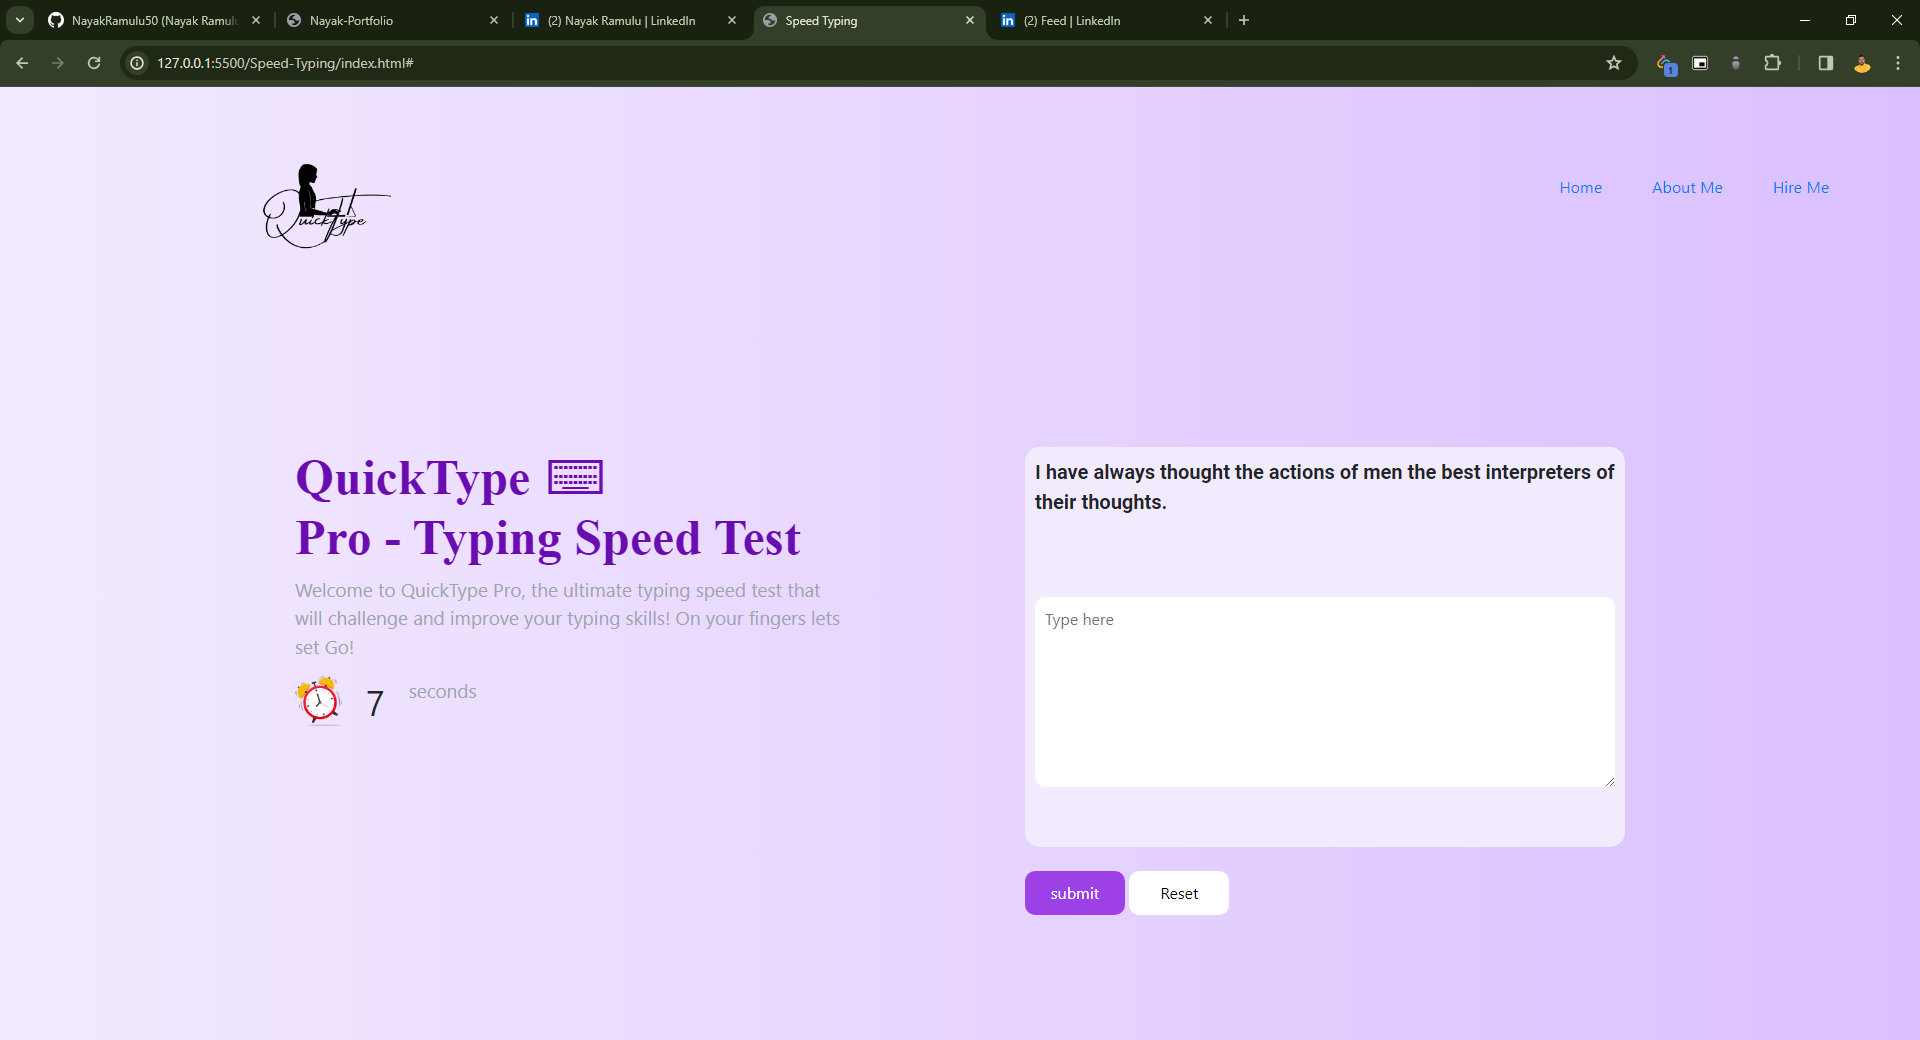 NayakRamulu50 (Nayak Ramulu
Nayak-Portfolio
(2) Nayak Ramulu | LinkedIn
Speed Typing
(2) Feed | LinkedIn
127.0.0.1:5500/Speed-Typing/index.html#
1
QuickType
Home
About Me
Hire Me
QuickType
Pro - Typing Speed Test
Welcome to QuickType Pro, the ultimate typing speed test that
will challenge and improve your typing skills! On your fingers lets
set Go!
7 seconds
I have always thought the actions of men the best interpreters of
their thoughts.
Type here
submit
Reset